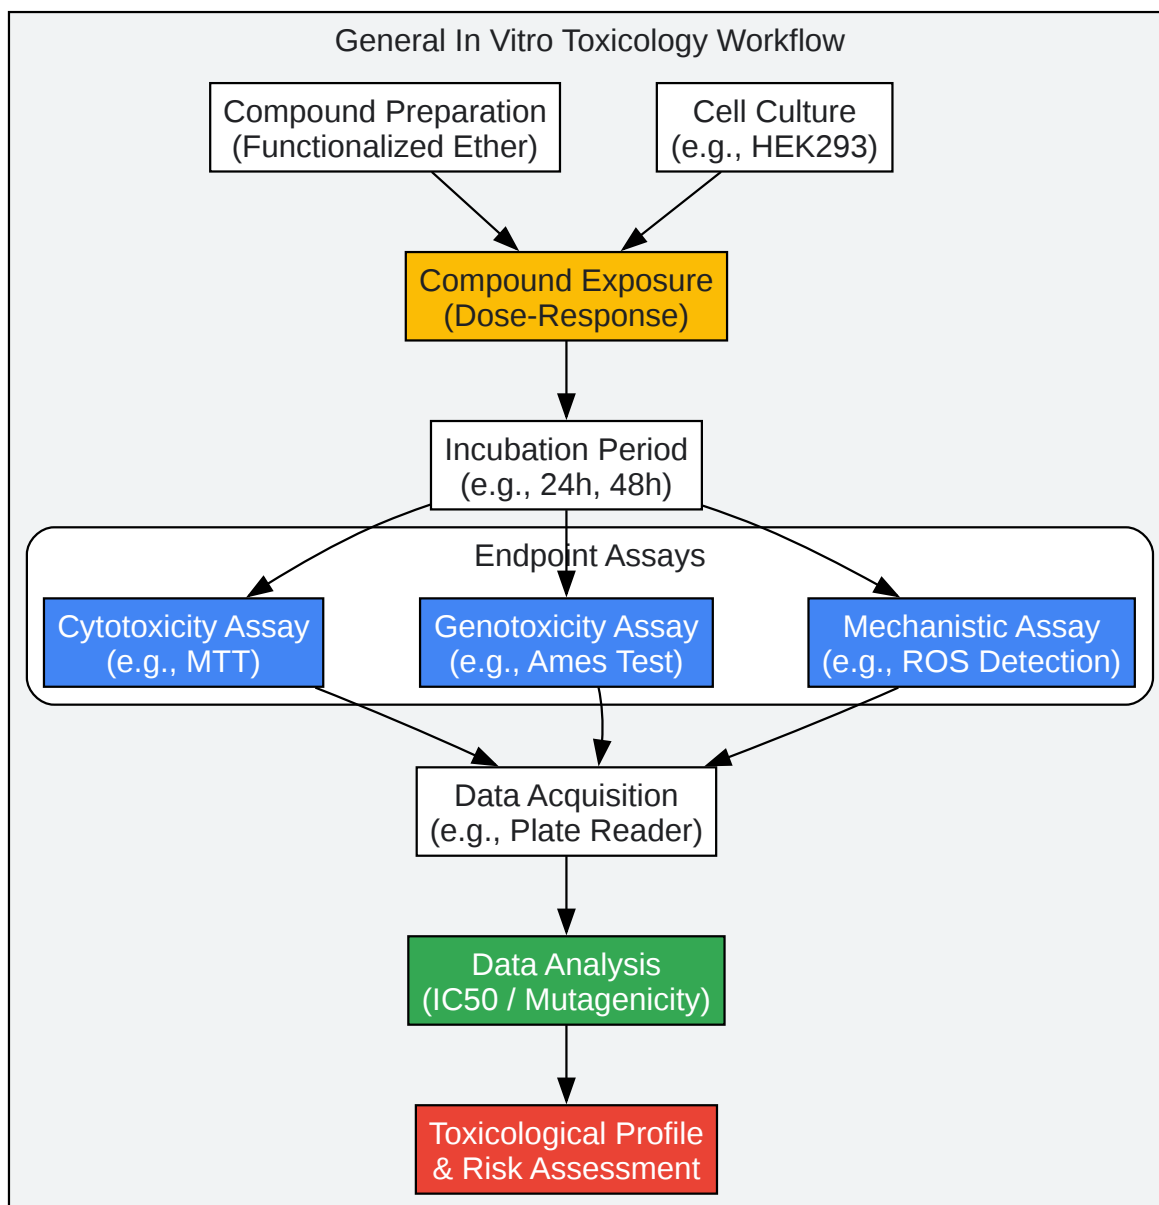 General In Vitro Toxicology Workflow
Compound Preparation
(Functionalized Ether)
Cell Culture
(e.g., HEK293)
Compound Exposure
(Dose-Response)
Incubation Period
(e.g., 24h, 48h)
Endpoint Assays
Cytotoxicity Assay
(e.g., MTT)
Genotoxicity Assay
(e.g., Ames Test)
Mechanistic Assay
(e.g., ROS Detection)
Data Acquisition
(e.g., Plate Reader)
Data Analysis
(IC50 / Mutagenicity)
Toxicological Profile
& Risk Assessment